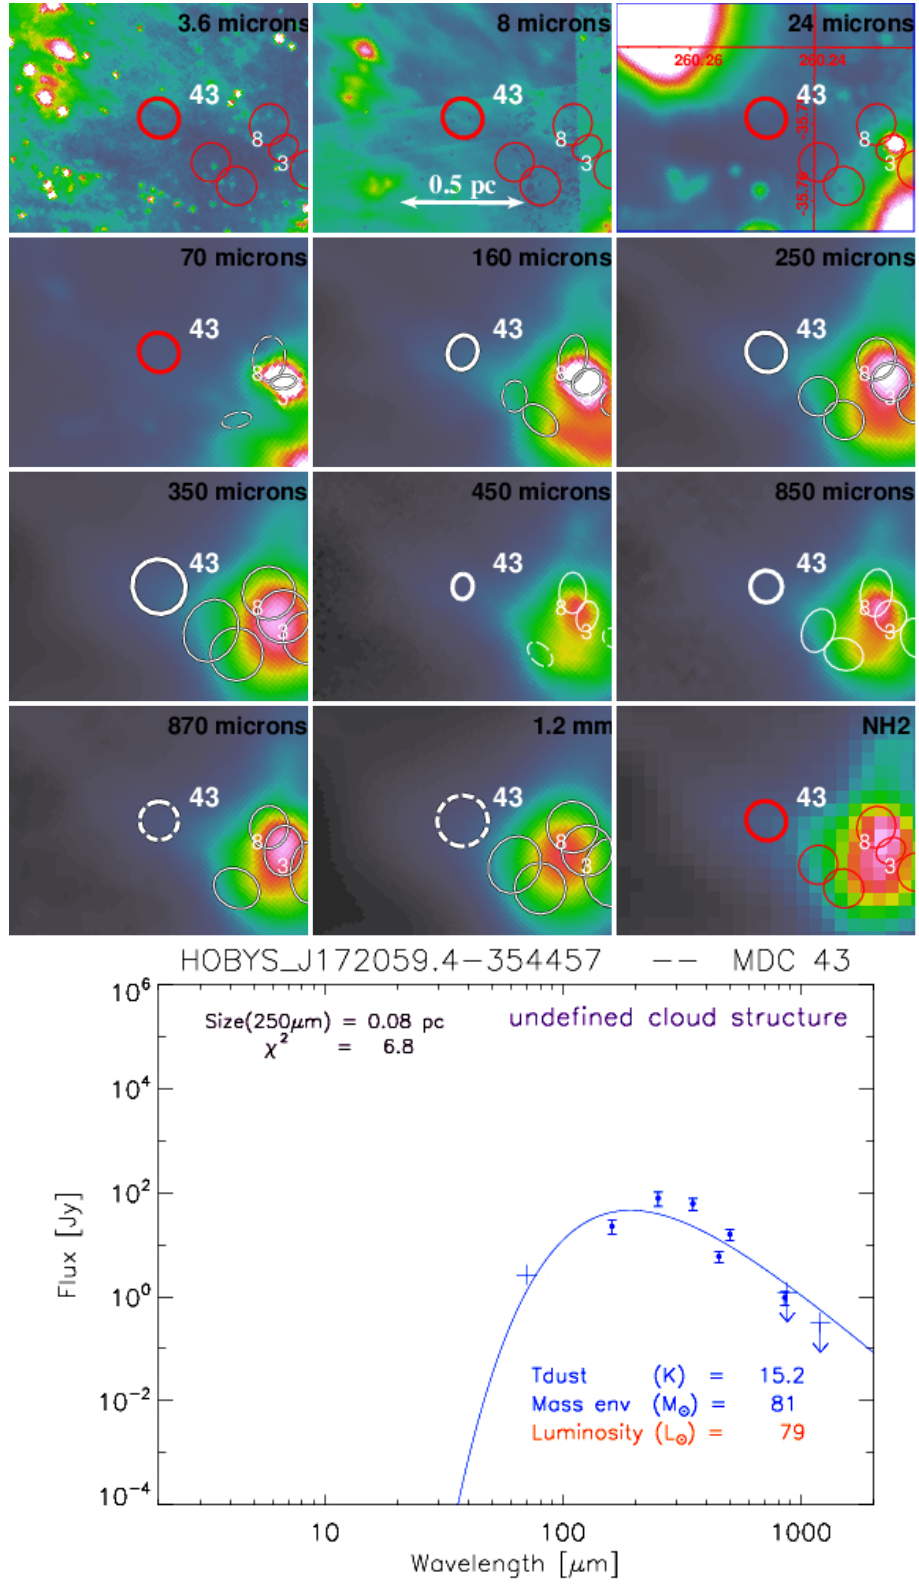 3.6 microns
43
8
3
8 microns
43
8
3
0.5 pc
24 microns
260.26
260.24
43
8
3
-35.76
70 microns
43
8
160 microns
43
8
3
250 microns
43
8
3
350 microns
43
8
3
450 microns
43
8
3
850 microns
43
8
3
870 microns
43
8
3
1.2 mm
43
8
3
NH2
43
8
3
HOBYS_J172059.4-354457 -- MDC 43
Size(250μm) = 0.08 pc
χ² = 6.8
undefined cloud structure
10⁶
10⁴
10²
10⁰
10⁻²
10⁻⁴
Flux [Jy]
Tdust (K) = 15.2
Mass env (M⊙) = 81
Luminosity (L⊙) = 79
10
100
1000
Wavelength [μm]